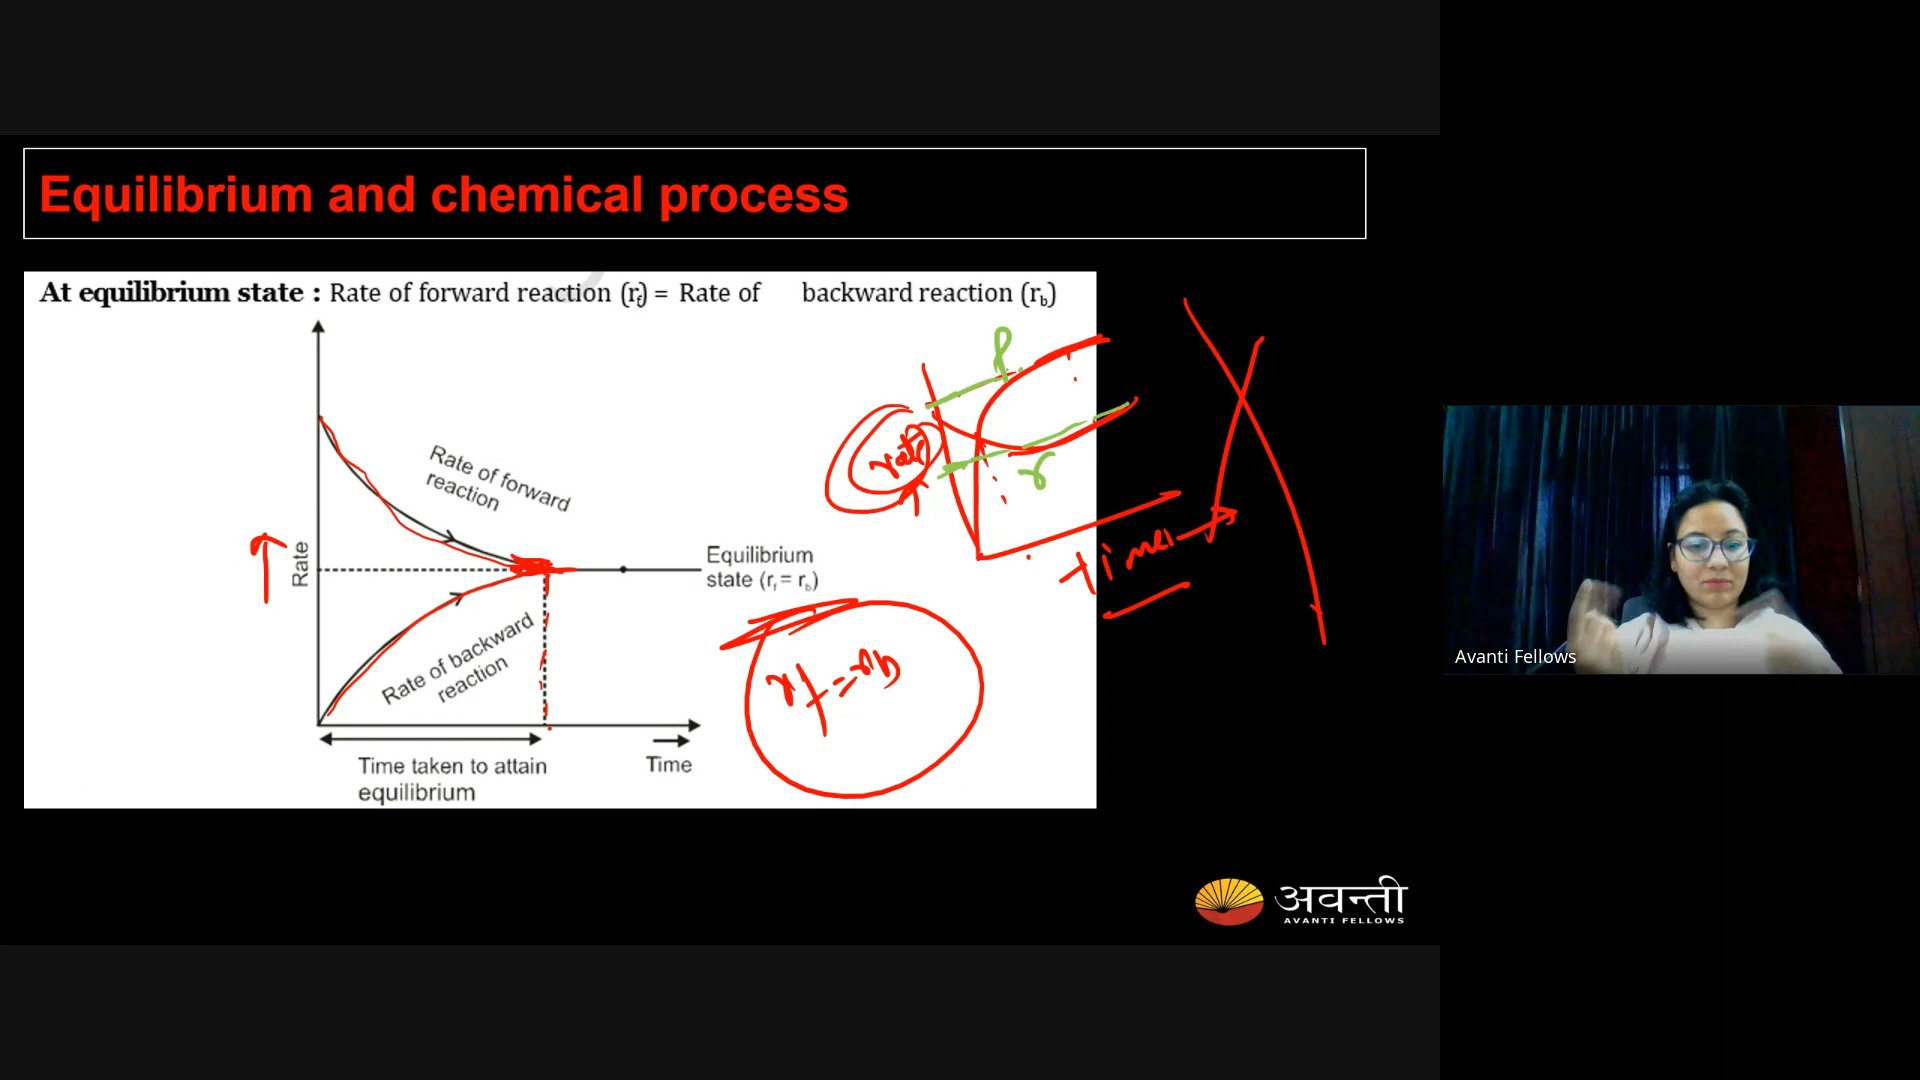 Equilibrium and chemical process
At equilibrium state : Rate of forward reaction (rf) = Rate of backward reaction (rb)
p
rate
r
Rate of forward
reaction
Rate
Equilibrium
state (rf = rb)
time
Rate of backward
reaction
rf = rb
Time taken to attain
equilibrium
Time
Avanti Fellows
अवन्ती
AVANTI FELLOWS